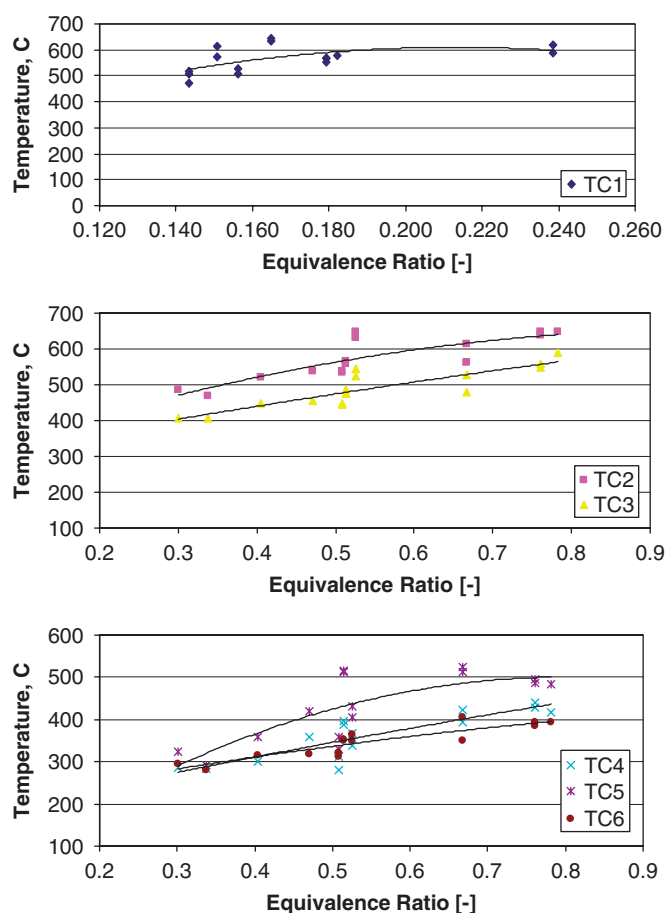 Temperature, C
700
600
500
400
300
200
100
0
0.120 0.140 0.160 0.180 0.200 0.220 0.240 0.260
Equivalence Ratio [-]
TC1
Temperature, C
700
600
500
400
300
200
100
0.2 0.3 0.4 0.5 0.6 0.7 0.8 0.9
Equivalence Ratio [-]
TC2
TC3
Temperature, C
600
500
400
300
200
100
0.2 0.3 0.4 0.5 0.6 0.7 0.8 0.9
Equivalence Ratio [-]
TC4
TC5
TC6